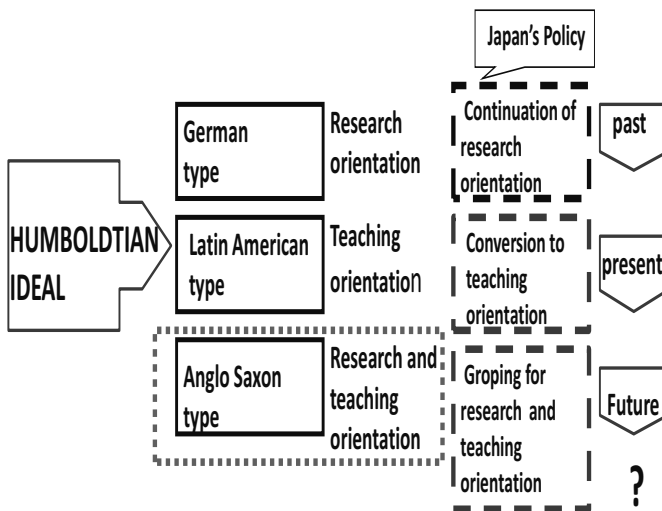 Japan's Policy
HUMBOLDTIAN
IDEAL
German
type
Research
orientation
Continuation of
research
orientation
past
Latin American
type
Teaching
orientation
Conversion to
teaching
orientation
present
Anglo Saxon
type
Research and
teaching
orientation
Groping for
research and
teaching
orientation
Future
?